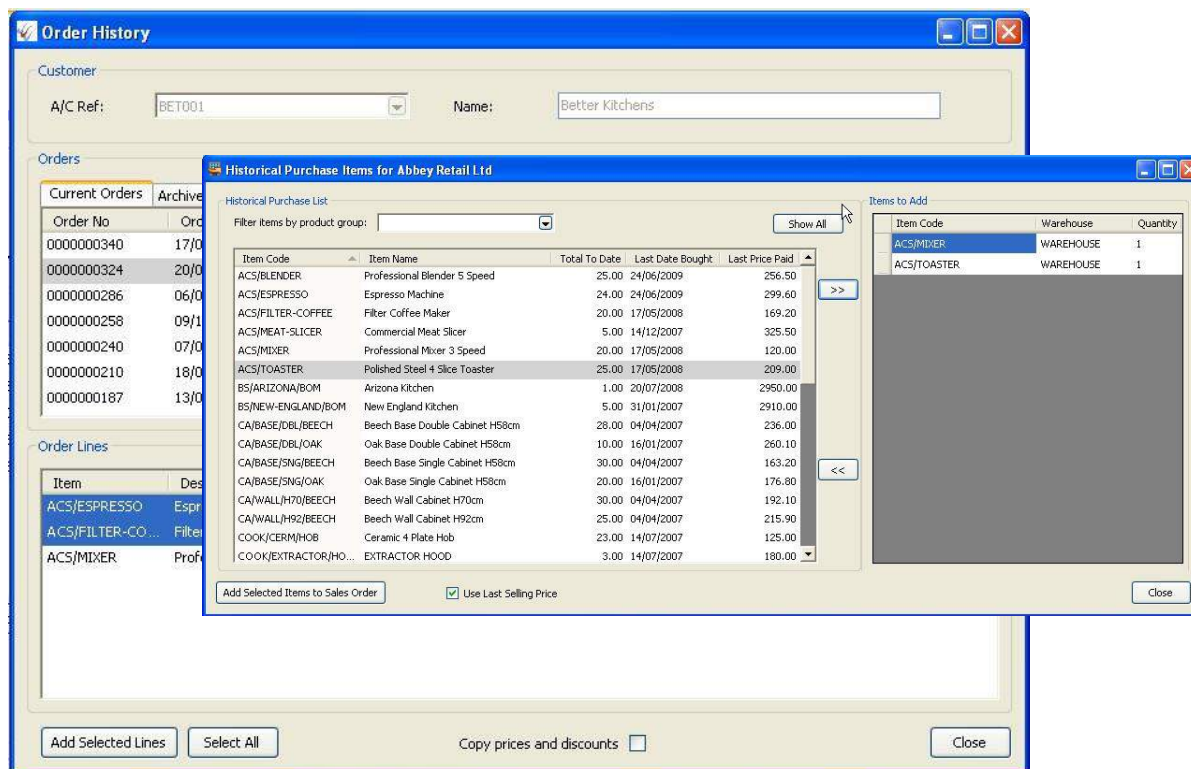 Order History
Customer
A/C Ref: BET001 Name: Better Kitchens
Orders
Current Orders Archive
Order No Orc
0000000340 17/0
0000000324 20/0
0000000286 06/0
0000000258 09/1
0000000240 07/0
0000000210 18/0
0000000187 13/0
Order Lines
Item Des
ACS/ESPRESSO Espr
ACS/FILTER-CO... Filter
ACS/MIXER Profe
Add Selected Lines Select All Copy prices and discounts Close
Historical Purchase Items for Abbey Retail Ltd
Historical Purchase List
Filter items by product group: Show All
Item Code Item Name Total To Date Last Date Bought Last Price Paid
ACS/BLENDER Professional Blender 5 Speed 25.00 24/06/2009 256.50
ACS/ESPRESSO Espresso Machine 24.00 24/06/2009 299.60
ACS/FILTER-COFFEE Filter Coffee Maker 20.00 17/05/2008 169.20
ACS/MEAT-SLICER Commercial Meat Slicer 5.00 14/12/2007 325.50
ACS/MIXER Professional Mixer 3 Speed 20.00 17/05/2008 120.00
ACS/TOASTER Polished Steel 4 Slice Toaster 25.00 17/05/2008 209.00
BS/ARIZONA/BOM Arizona Kitchen 1.00 20/07/2008 2950.00
BS/NEW-ENGLAND/BOM New England Kitchen 5.00 31/01/2007 2910.00
CA/BASE/DBL/BEECH Beech Base Double Cabinet H58cm 28.00 04/04/2007 236.00
CA/BASE/DBL/OAK Oak Base Double Cabinet H58cm 10.00 16/01/2007 260.10
CA/BASE/SNG/BEECH Beech Base Single Cabinet H58cm 30.00 04/04/2007 163.20
CA/BASE/SNG/OAK Oak Base Single Cabinet H58cm 20.00 16/01/2007 176.80
CA/WALL/H70/BEECH Beech Wall Cabinet H70cm 30.00 04/04/2007 192.10
CA/WALL/H92/BEECH Beech Wall Cabinet H92cm 25.00 04/04/2007 215.90
COOK/CERM/HOB Ceramic 4 Plate Hob 23.00 14/07/2007 125.00
COOK/EXTRACTOR/HO... EXTRACTOR HOOD 3.00 14/07/2007 180.00
>>
<<
Items to Add
Item Code Warehouse Quantity
ACS/MIXER WAREHOUSE 1
ACS/TOASTER WAREHOUSE 1
Add Selected Items to Sales Order Use Last Selling Price Close